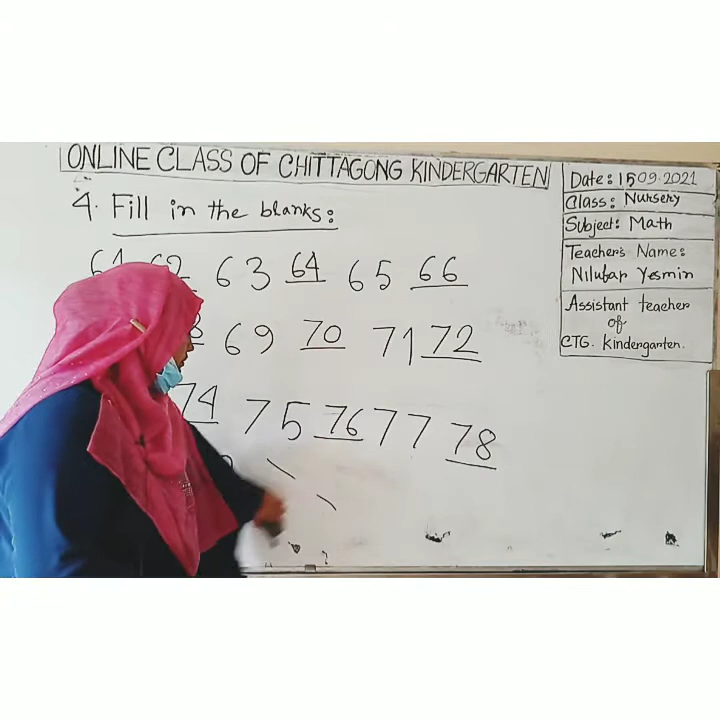 ONLINE CLASS OF CHITTAGONG KINDERGARTEN
4. Fill in the blanks:
62 63 64 65 66
69 70 71 72
74 75 76 77 78
Date: 15 09.2021
Class: Nursery
Subject: Math
Teacher's Name:
Nilufar Yesmin
Assistant teacher
of
CTG. Kindergarten.